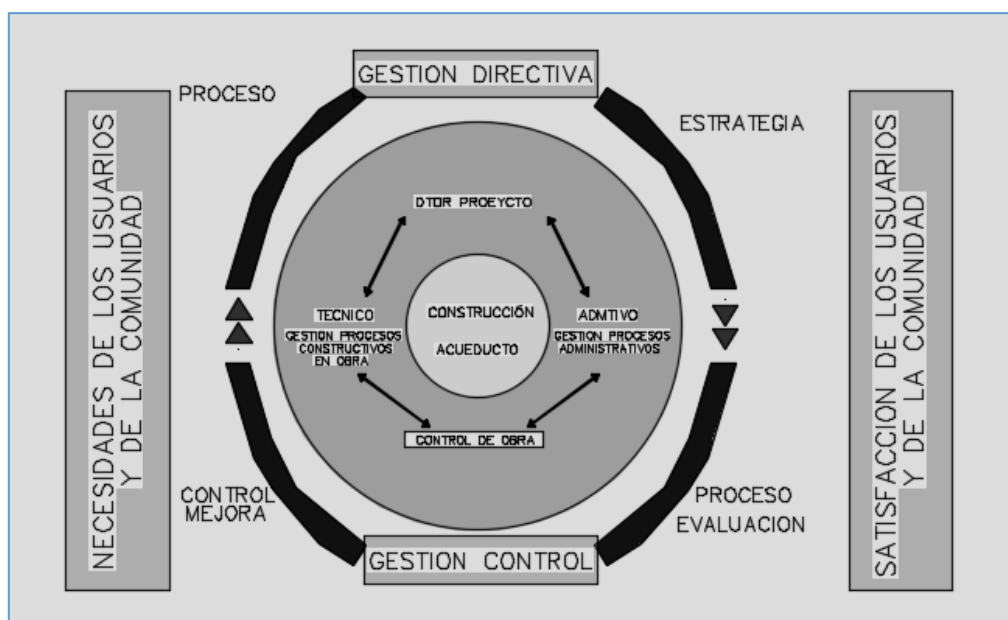 GESTION DIRECTIVA
PROCESO
ESTRATEGIA
NECESIDADES DE LOS USUARIOS
Y DE LA COMUNIDAD
DTOR PROEYCTO
TECNICO
GESTION PROCESOS
CONSTRUCTIVOS
EN OBRA
CONSTRUCCIÓN
ACUEDUCTO
ADMTIVO
GESTION PROCESOS
ADMINISTRATIVOS
CONTROL DE OBRA
CONTROL
MEJORA
PROCESO
EVALUACION
GESTION CONTROL
SATISFACCION DE LOS USUARIOS
Y DE LA COMUNIDAD